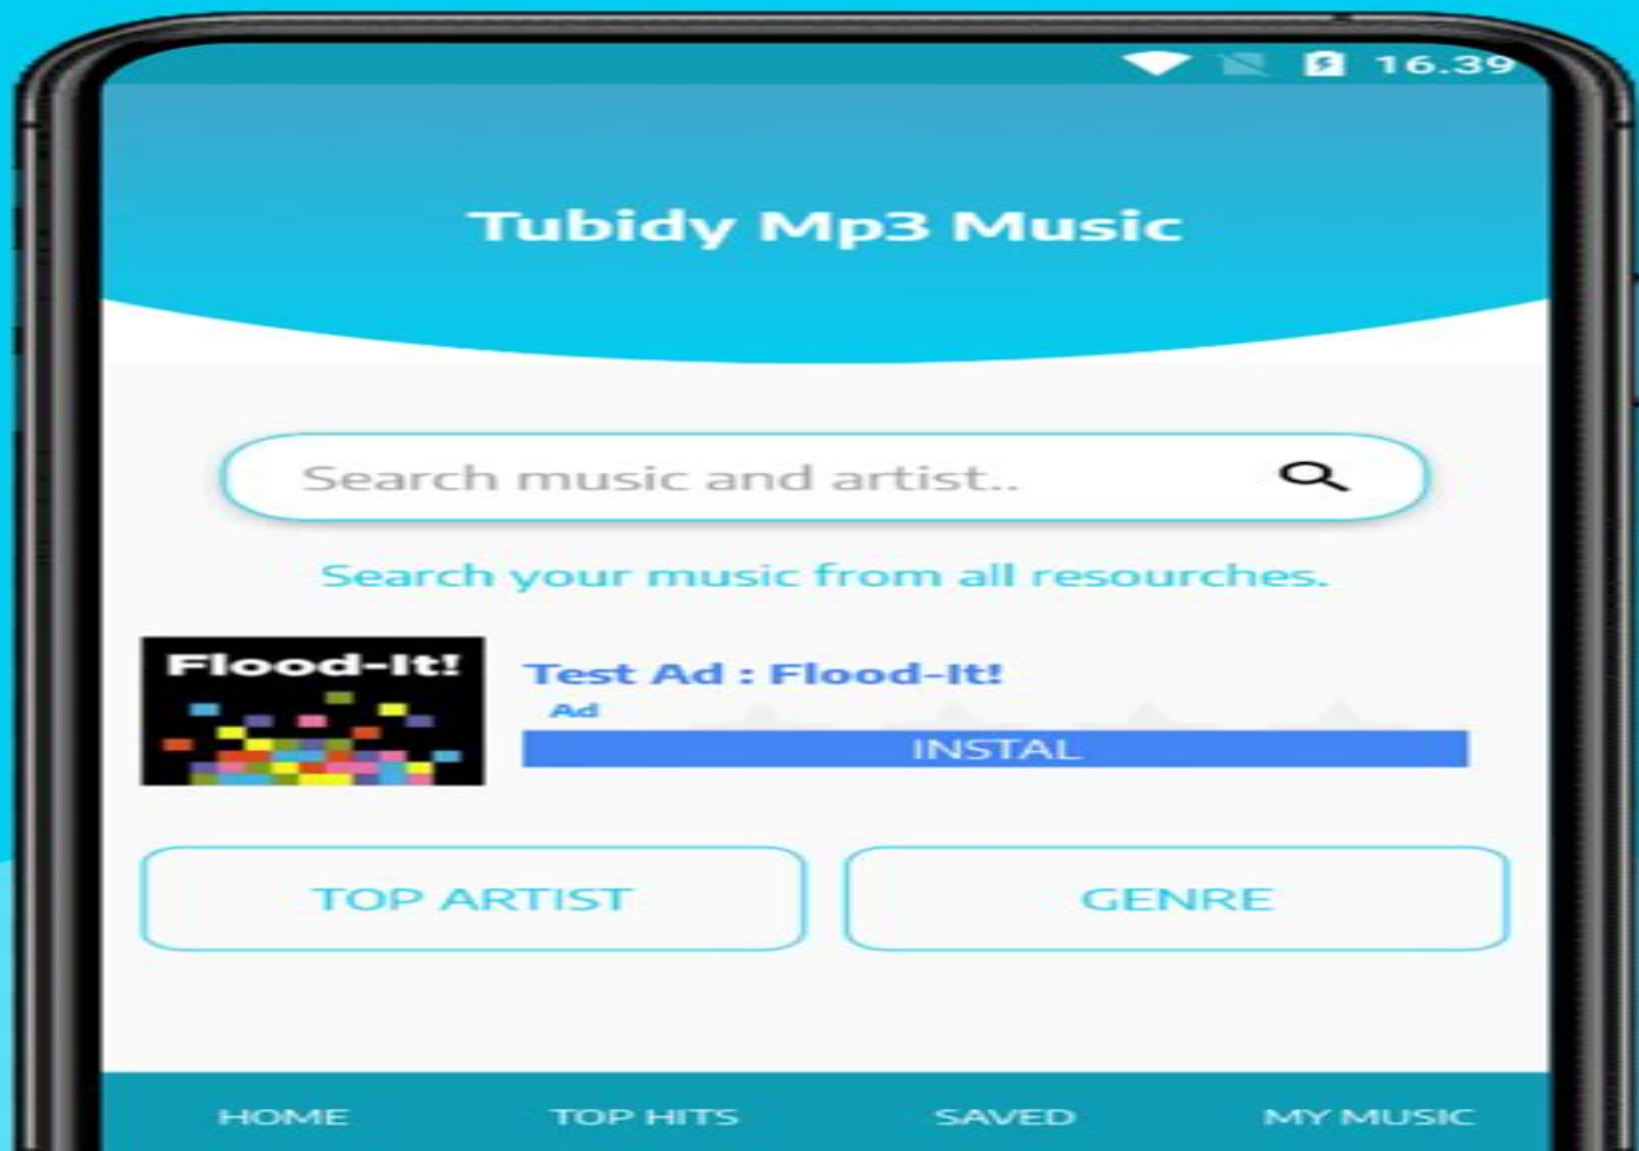 16.39
Tubidy Mp3 Music
Search music and artist..
Search your music from all resourches.
Flood-It!
Test Ad : Flood-It!
Ad
INSTAL
TOP ARTIST
GENRE
HOME
TOP HITS
SAVED
MY MUSIC